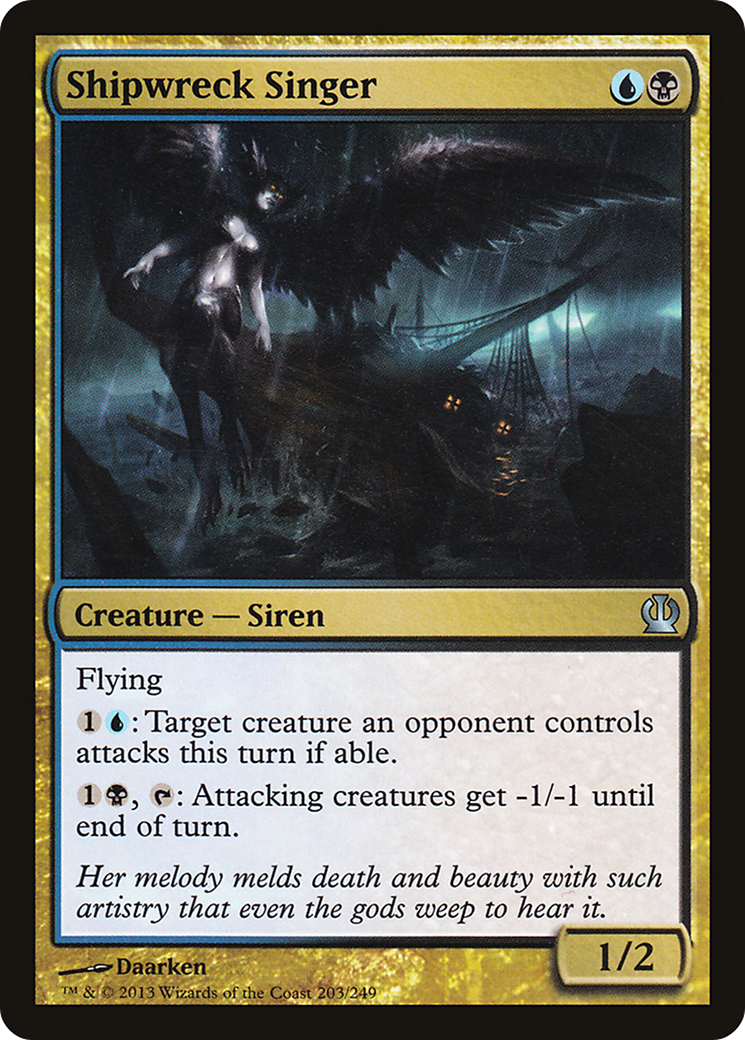 Shipwreck Singer
Creature — Siren
Flying
1: Target creature an opponent controls
attacks this turn if able.
1, : Attacking creatures get -1/-1 until
end of turn.
Her melody melds death and beauty with such
artistry that even the gods weep to hear it.
1/2
Daarken
™ & © 2013 Wizards of the Coast 203/249